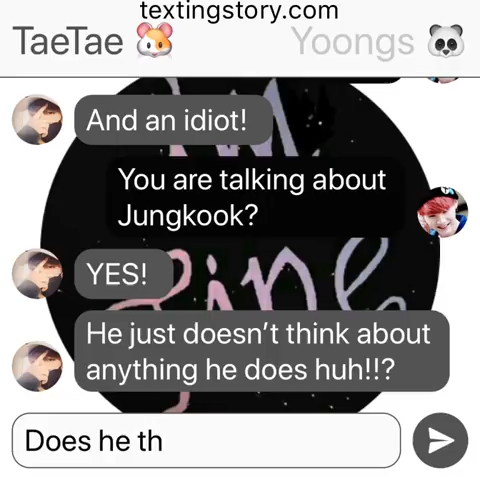 textingstory.com
TaeTae 🐹
Yoongs 🐼
And an idiot!
You are talking about
Jungkook?
YES!
He just doesn't think about
anything he does huh!!?
Does he th